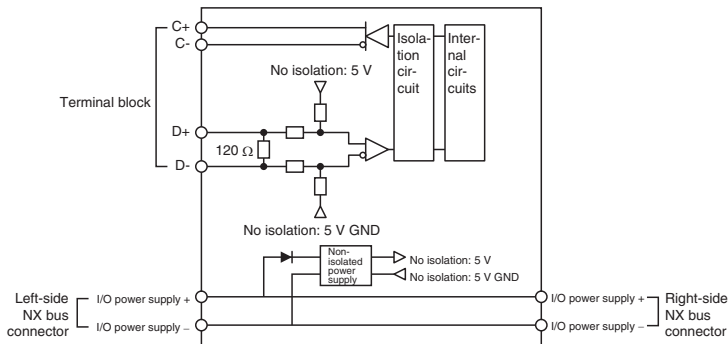 C+
C-
Isola-
tion
cir-
cuit
Inter-
nal
cir-
cuits
No isolation: 5 V
Terminal block
D+
120 Ω
D-
No isolation: 5 V GND
Non-
isolated
power
supply
No isolation: 5 V
No isolation: 5 V GND
Left-side
NX bus
connector
I/O power supply +
I/O power supply –
I/O power supply +
I/O power supply –
Right-side
NX bus
connector